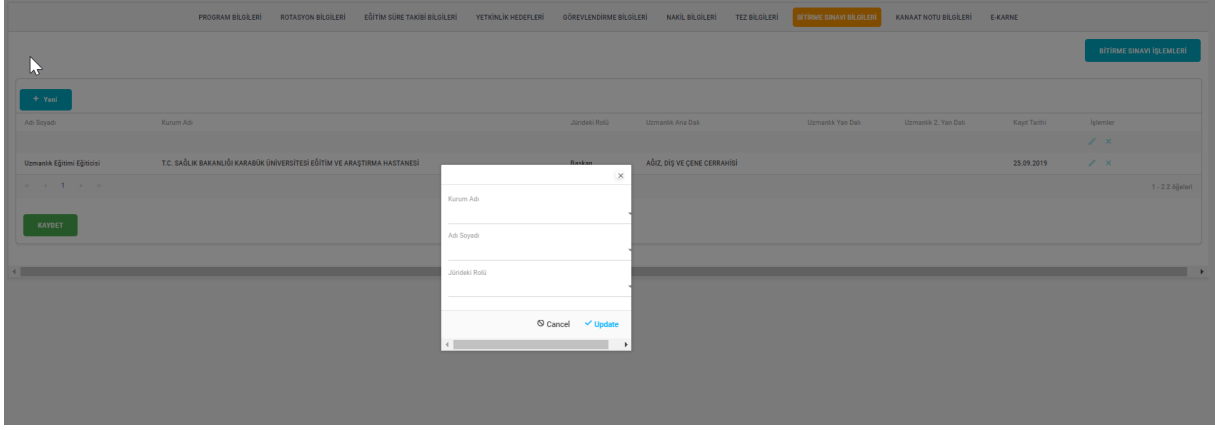 PROGRAM BİLGİLERİ ROTASYON BİLGİLERİ EĞİTİM SÜRE TAKİBİ BİLGİLERİ YETKİNLİK HEDEFLERİ GÖREVLENDİRME BİLGİLERİ NAKİL BİLGİLERİ TEZ BİLGİLERİ BİTİRME SINAVI BİLGİLERİ KANAAT NOTU BİLGİLERİ E-KARNE
BİTİRME SINAVI İŞLEMLERİ
+ Yeni
Adı Soyadı Kurum Adı Jürideki Rolü Uzmanlık Ana Dalı Uzmanlık Yan Dalı Uzmanlık 2. Yan Dalı Kayıt Tarihi İşlemler
Uzmanlık Eğitimi Eğiticisi T.C. SAĞLIK BAKANLIĞI KARABÜK ÜNİVERSİTESİ EĞİTİM VE ARAŞTIRMA HASTANESİ Başkan AĞIZ, DİŞ VE ÇENE CERRAHİSİ 25.09.2019
1 1 - 2 3 öğeleri
KAYDET
Kurum Adı
Adı Soyadı
Jürideki Rolü
Cancel Update